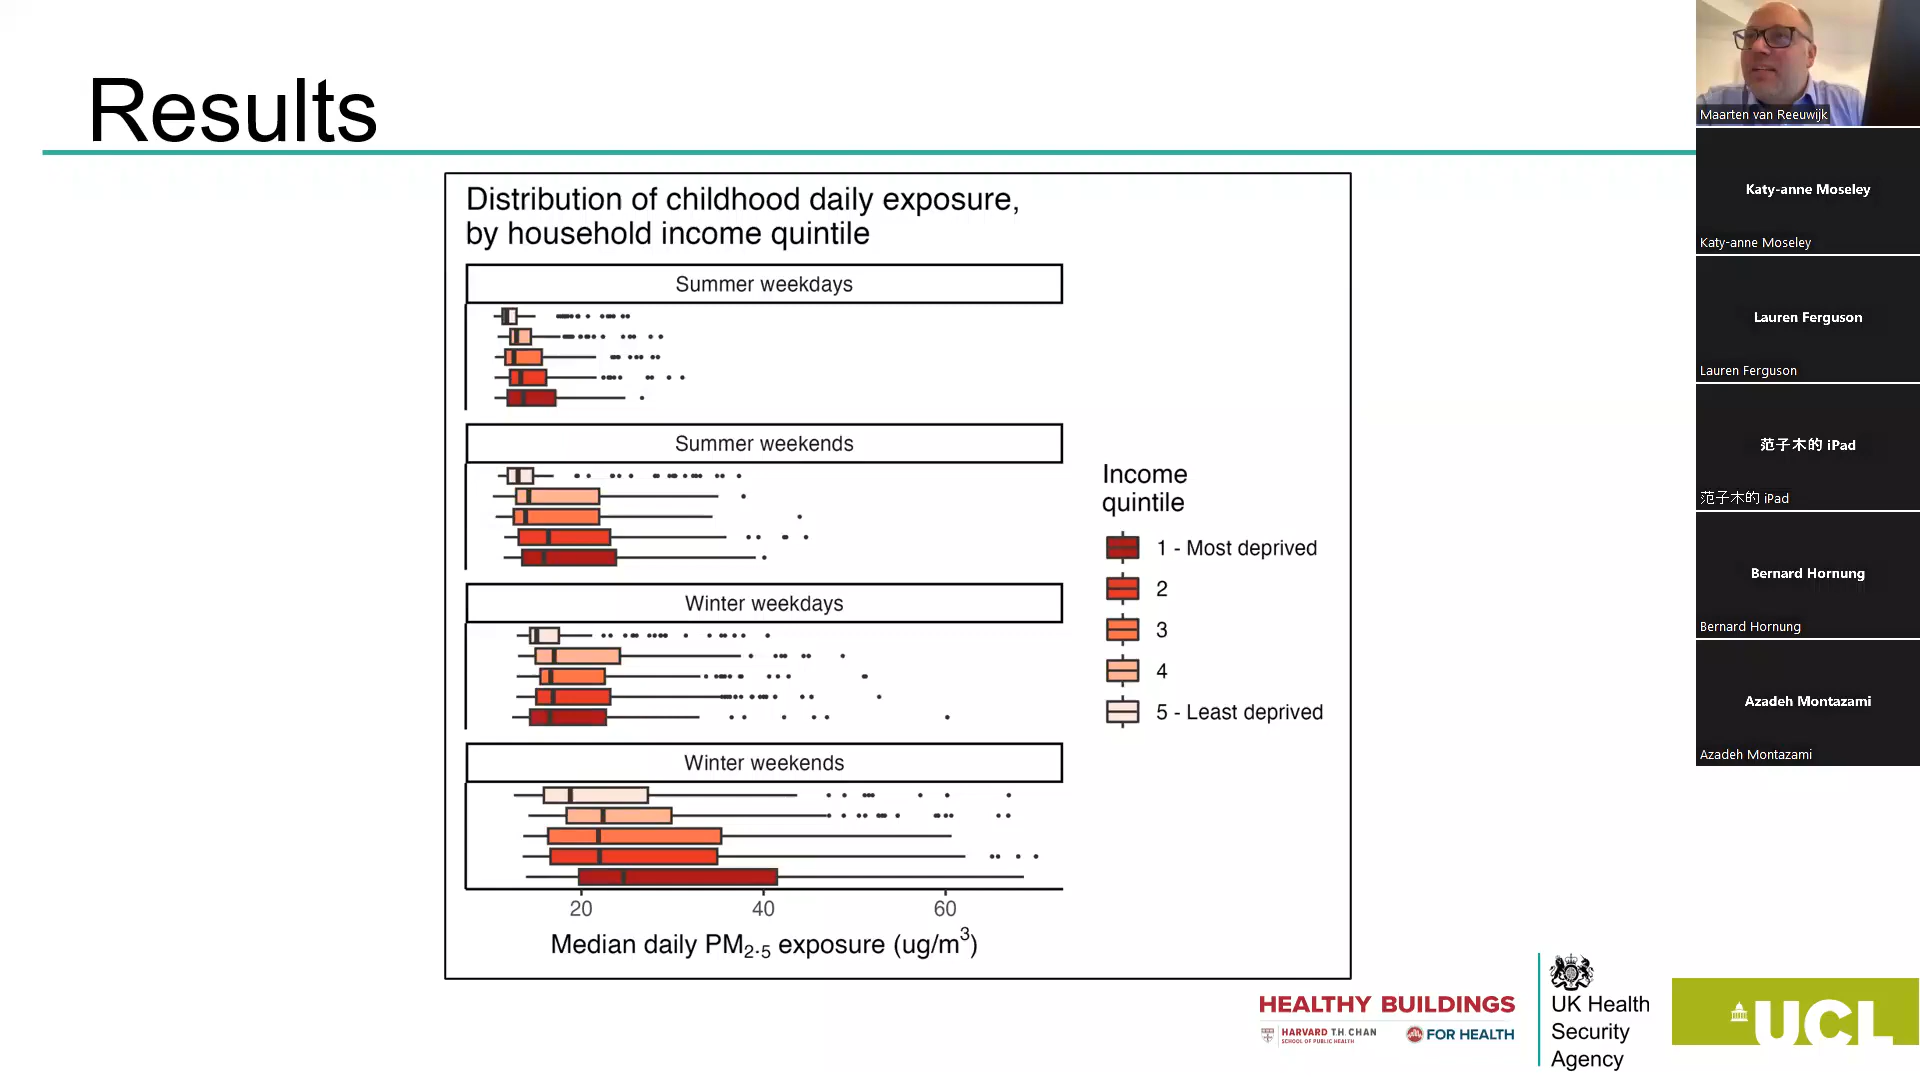 Results
Distribution of childhood daily exposure,
by household income quintile
Summer weekdays
Summer weekends
Winter weekdays
Winter weekends
20
40
60
Median daily PM2.5 exposure (ug/m3)
Income
quintile
1 - Most deprived
2
3
4
5 - Least deprived
HEALTHY BUILDINGS
HARVARD T.H. CHAN
SCHOOL OF PUBLIC HEALTH
FOR HEALTH
UK Health
Security
Agency
UCL
Maarten van Reeuwijk
Katy-anne Moseley
Katy-anne Moseley
Lauren Ferguson
Lauren Ferguson
范子木的 iPad
范子木的 iPad
Bernard Hornung
Bernard Hornung
Azadeh Montazami
Azadeh Montazami